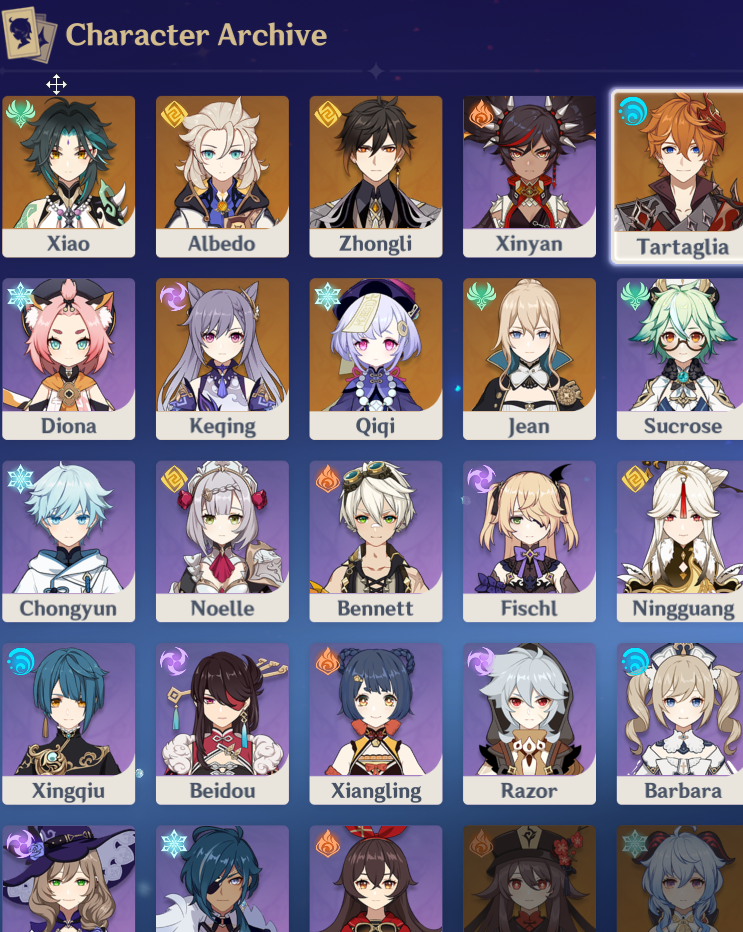 Character Archive
Xiao
Albedo
Zhongli
Xinyan
Tartaglia
Diona
Keqing
Qiqi
Jean
Sucrose
Chongyun
Noelle
Bennett
Fischl
Ningguang
Xingqiu
Beidou
Xiangling
Razor
Barbara